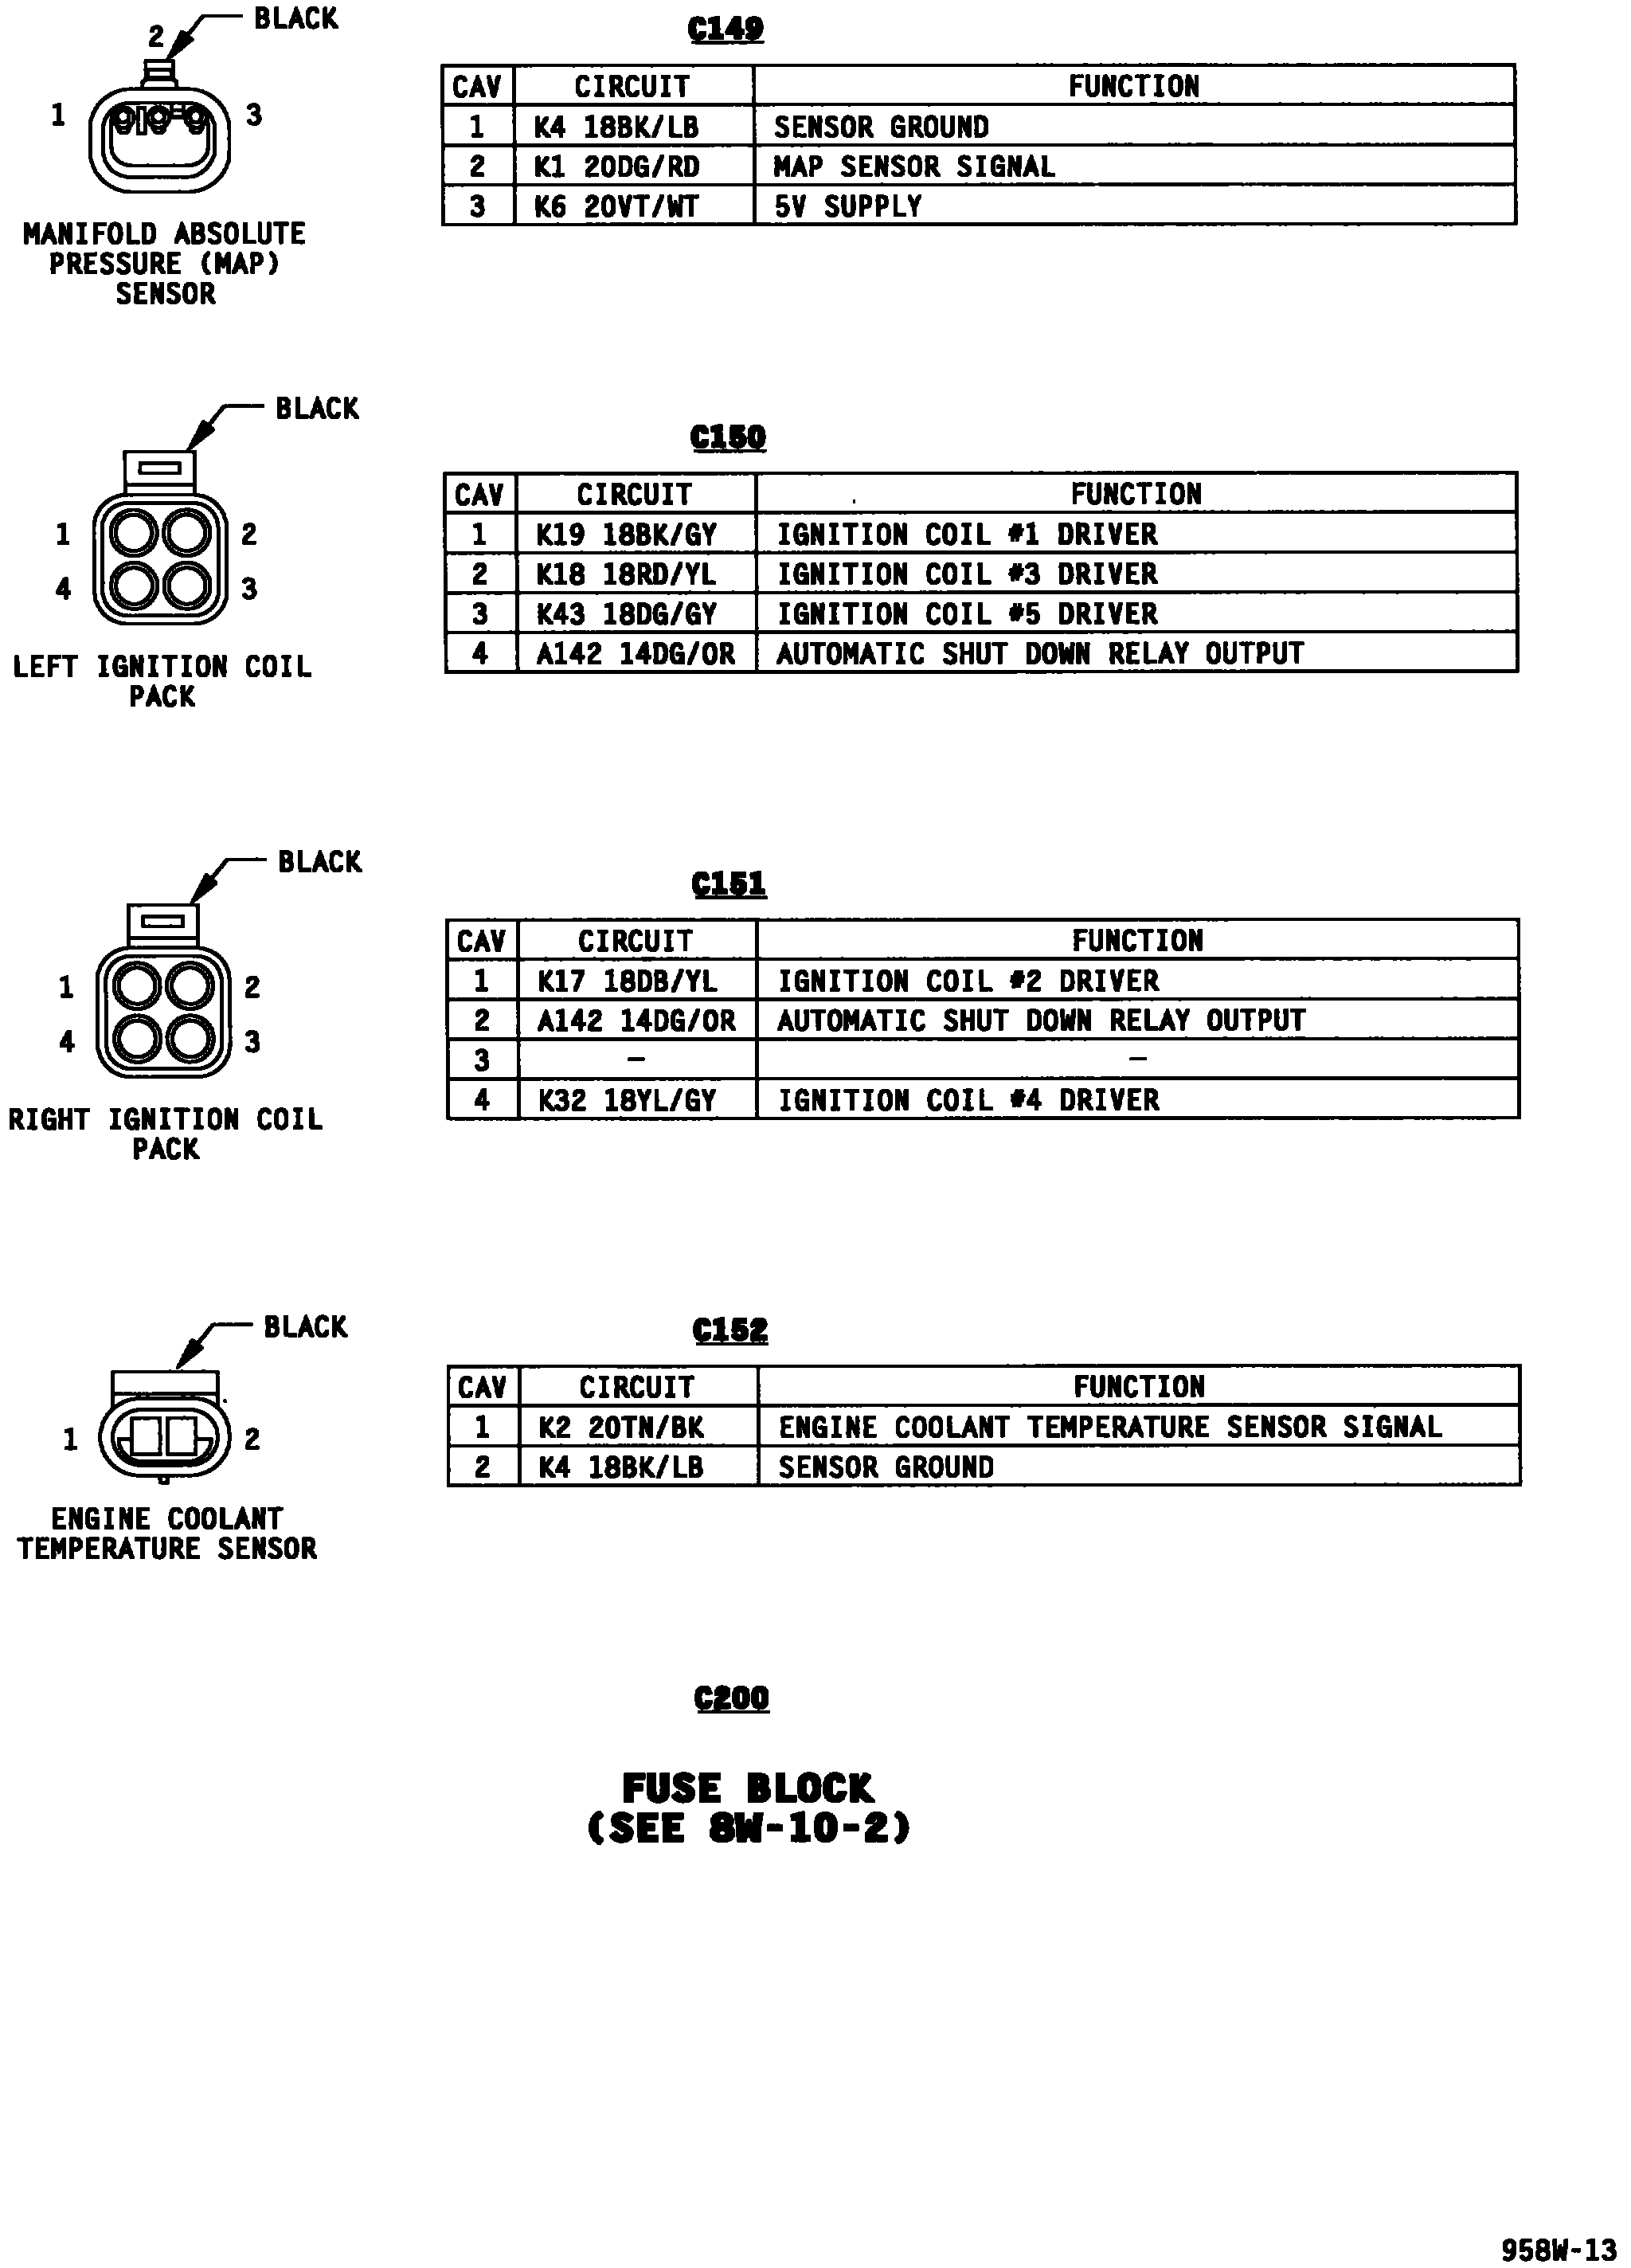 BLACK
2
1
3
MANIFOLD ABSOLUTE
PRESSURE (MAP)
SENSOR
C149
CAV CIRCUIT FUNCTION
1 K4 18BK/LB SENSOR GROUND
2 K1 20DG/RD MAP SENSOR SIGNAL
3 K6 20VT/WT 5V SUPPLY
BLACK
1 2
4 3
LEFT IGNITION COIL
PACK
C150
CAV CIRCUIT FUNCTION
1 K19 18BK/GY IGNITION COIL #1 DRIVER
2 K18 18RD/YL IGNITION COIL #3 DRIVER
3 K43 18DG/GY IGNITION COIL #5 DRIVER
4 A142 14DG/OR AUTOMATIC SHUT DOWN RELAY OUTPUT
BLACK
1 2
4 3
RIGHT IGNITION COIL
PACK
C151
CAV CIRCUIT FUNCTION
1 K17 18DB/YL IGNITION COIL #2 DRIVER
2 A142 14DG/OR AUTOMATIC SHUT DOWN RELAY OUTPUT
3 – –
4 K32 18YL/GY IGNITION COIL #4 DRIVER
BLACK
1 2
ENGINE COOLANT
TEMPERATURE SENSOR
C152
CAV CIRCUIT FUNCTION
1 K2 20TN/BK ENGINE COOLANT TEMPERATURE SENSOR SIGNAL
2 K4 18BK/LB SENSOR GROUND
C200
FUSE BLOCK
(SEE 8W-10-2)
958W-13